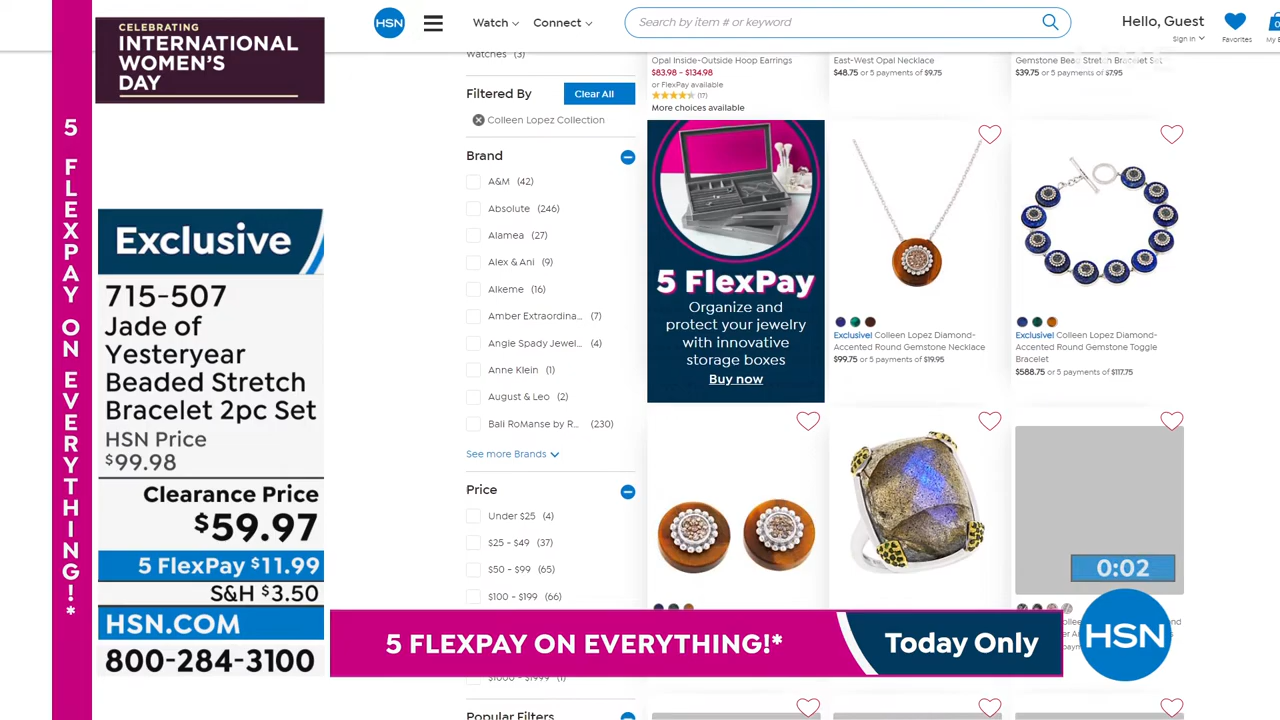 CELEBRATING
INTERNATIONAL
WOMEN'S
DAY
5 FLEXPAY ON EVERYTHING!*
Exclusive
715-507
Jade of
Yesteryear
Beaded Stretch
Bracelet 2pc Set
HSN Price
$99.98
Clearance Price
$59.97
5 FlexPay $11.99
S&H $3.50
HSN.COM
800-284-3100
HSN
Watch
Connect
Search by item # or keyword
Hello, Guest
Sign In
Favorites
Watches (3)
Filtered By
Clear All
Colleen Lopez Collection
Brand
A&M (42)
Absolute (246)
Alamea (27)
Alex & Ani (9)
Alkeme (16)
Amber Extraordina... (7)
Angie Spady Jewel... (4)
Anne Klein (1)
August & Leo (2)
Bali RoManse by R... (230)
See more Brands
Price
Under $25 (4)
$25 - $49 (37)
$50 - $99 (65)
$100 - $199 (66)
$1000 - $1999 (1)
Popular Filters
Opal Inside-Outside Hoop Earrings
$83.98 - $134.98
or FlexPay available
(17)
More choices available
East-West Opal Necklace
$48.75 or 5 payments of $9.75
Gemstone Bead Stretch Bracelet Set
$39.75 or 5 payments of $7.95
5 FlexPay
Organize and
protect your jewelry
with innovative
storage boxes
Buy now
Exclusive! Colleen Lopez Diamond-
Accented Round Gemstone Necklace
$99.75 or 5 payments of $19.95
Exclusive! Colleen Lopez Diamond-
Accented Round Gemstone Toggle
Bracelet
$588.75 or 5 payments of $117.75
0:02
5 FLEXPAY ON EVERYTHING!*
Today Only
HSN